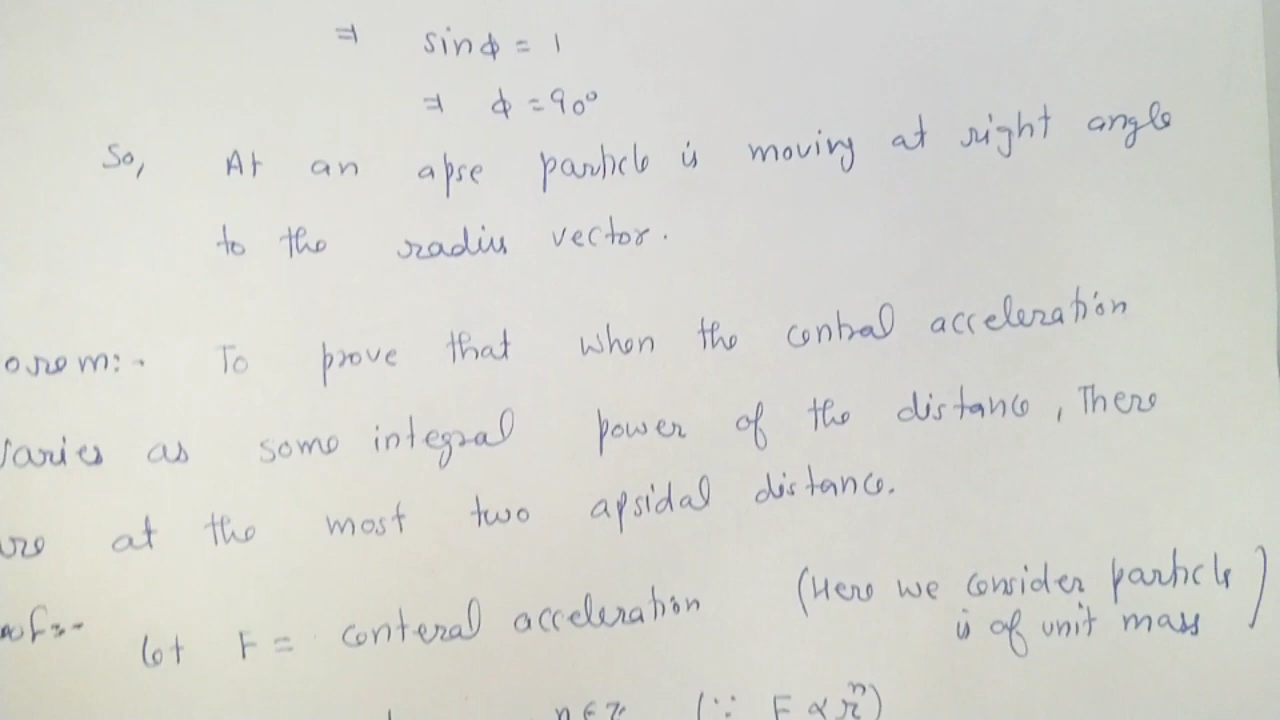 ⇒ sinϕ = 1
⇒ ϕ = 90°
So, At an apse particle is moving at right angle
to the radius vector.
orem:- To prove that when the central acceleration
varies as some integral power of the distance, There
are at the most two apsidal distance.
oof:- Let F = conteral acceleration (Here we consider particle
is of unit mass)
n ∈ Z (∵ F ∝ rⁿ)